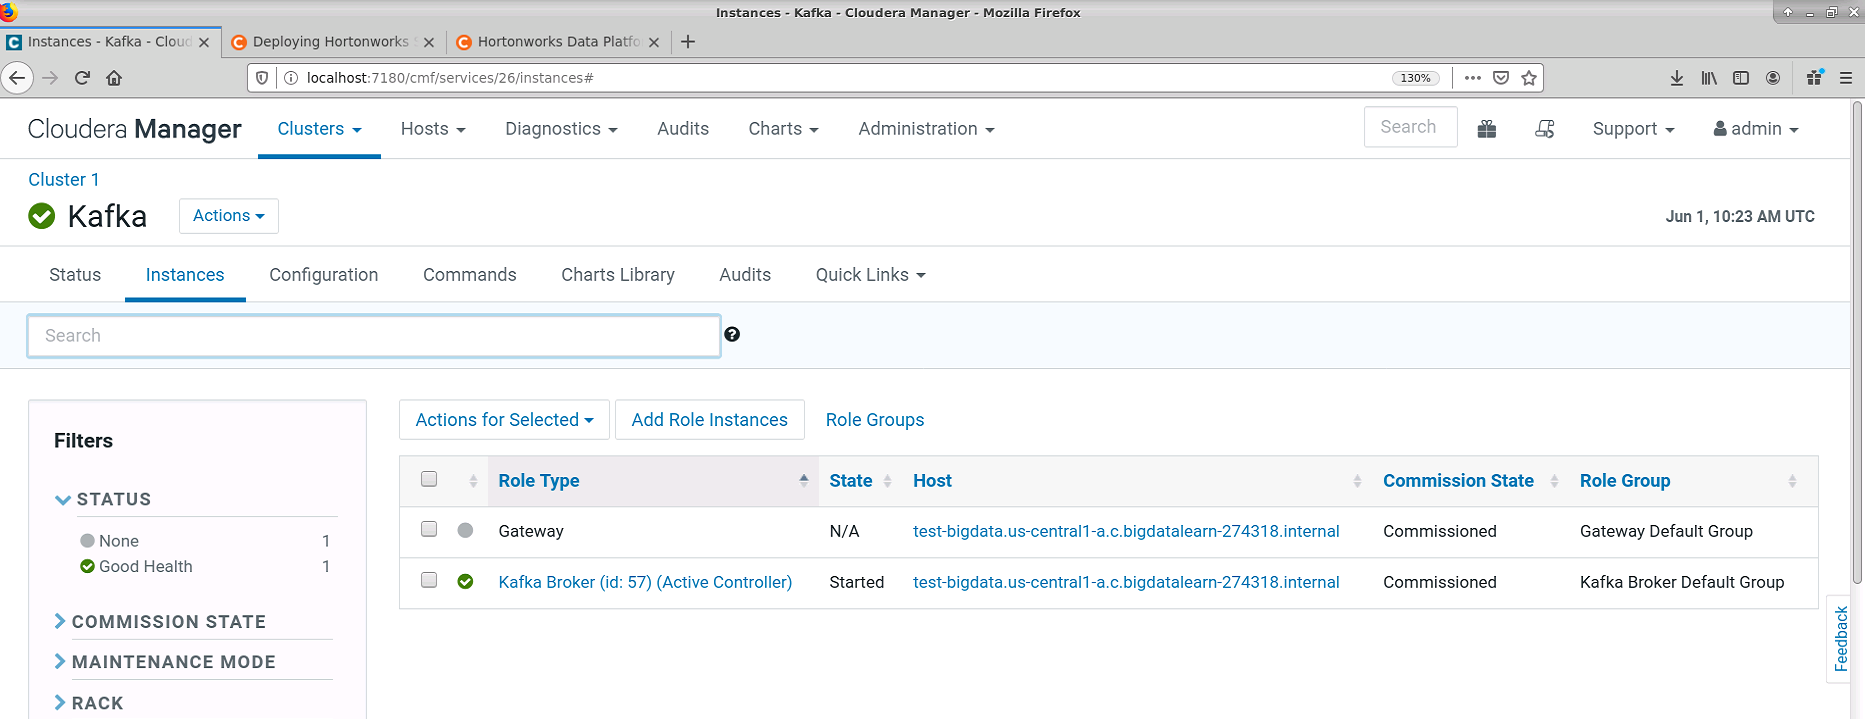 Instances - Kafka - Cloudera Manager - Mozilla Firefox
Instances - Kafka - Cloud
Deploying Hortonworks
Hortonworks Data Platfo
localhost:7180/cmf/services/26/instances#
130%
Cloudera Manager
Clusters
Hosts
Diagnostics
Audits
Charts
Administration
Search
Support
admin
Cluster 1
Kafka
Actions
Jun 1, 10:23 AM UTC
Status
Instances
Configuration
Commands
Charts Library
Audits
Quick Links
Search
Filters
STATUS
None 1
Good Health 1
COMMISSION STATE
MAINTENANCE MODE
RACK
Actions for Selected
Add Role Instances
Role Groups
Role Type State Host Commission State Role Group
Gateway N/A test-bigdata.us-central1-a.c.bigdatalearn-274318.internal Commissioned Gateway Default Group
Kafka Broker (id: 57) (Active Controller) Started test-bigdata.us-central1-a.c.bigdatalearn-274318.internal Commissioned Kafka Broker Default Group
Feedback